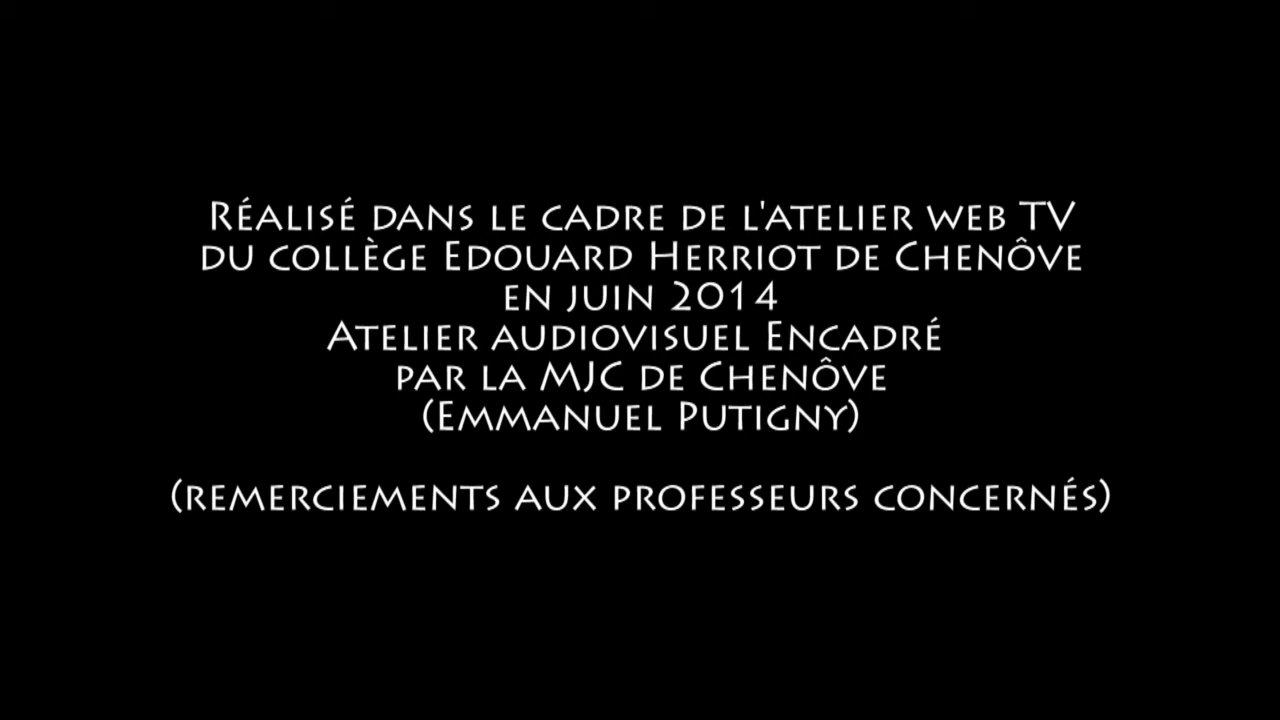 Réalisé dans le cadre de l'atelier web TV
du collège Edouard Herriot de Chenôve
en juin 2014
Atelier audiovisuel Encadré
par la MJC de Chenôve
(Emmanuel Putigny)
(remerciements aux professeurs concernés)